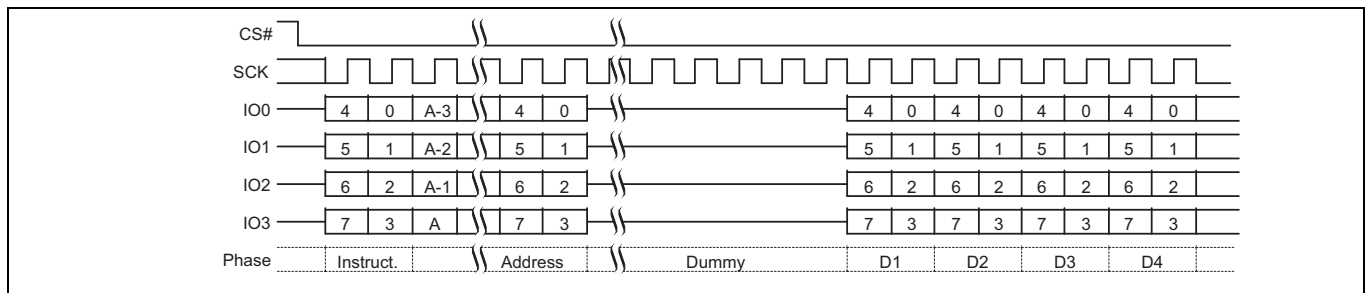 CS#
SCK
IO0 4 0 A-3 4 0 4 0 4 0 4 0 4 0
IO1 5 1 A-2 5 1 5 1 5 1 5 1 5 1
IO2 6 2 A-1 6 2 6 2 6 2 6 2 6 2
IO3 7 3 A 7 3 7 3 7 3 7 3 7 3
Phase Instruct. Address Dummy D1 D2 D3 D4